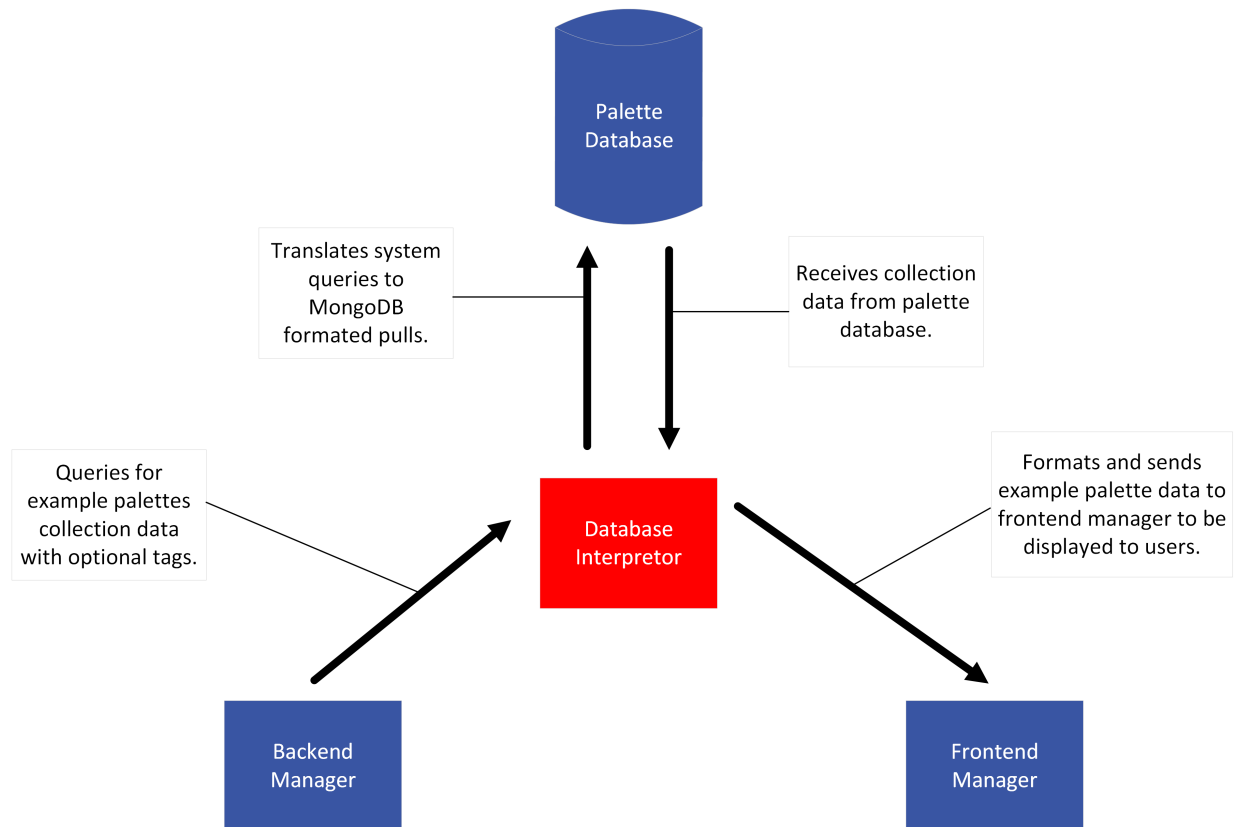 Palette
Database
Translates system
queries to
MongoDB
formated pulls.
Receives collection
data from palette
database.
Queries for
example palettes
collection data
with optional tags.
Database
Interpretor
Formats and sends
example palette data to
frontend manager to be
displayed to users.
Backend
Manager
Frontend
Manager